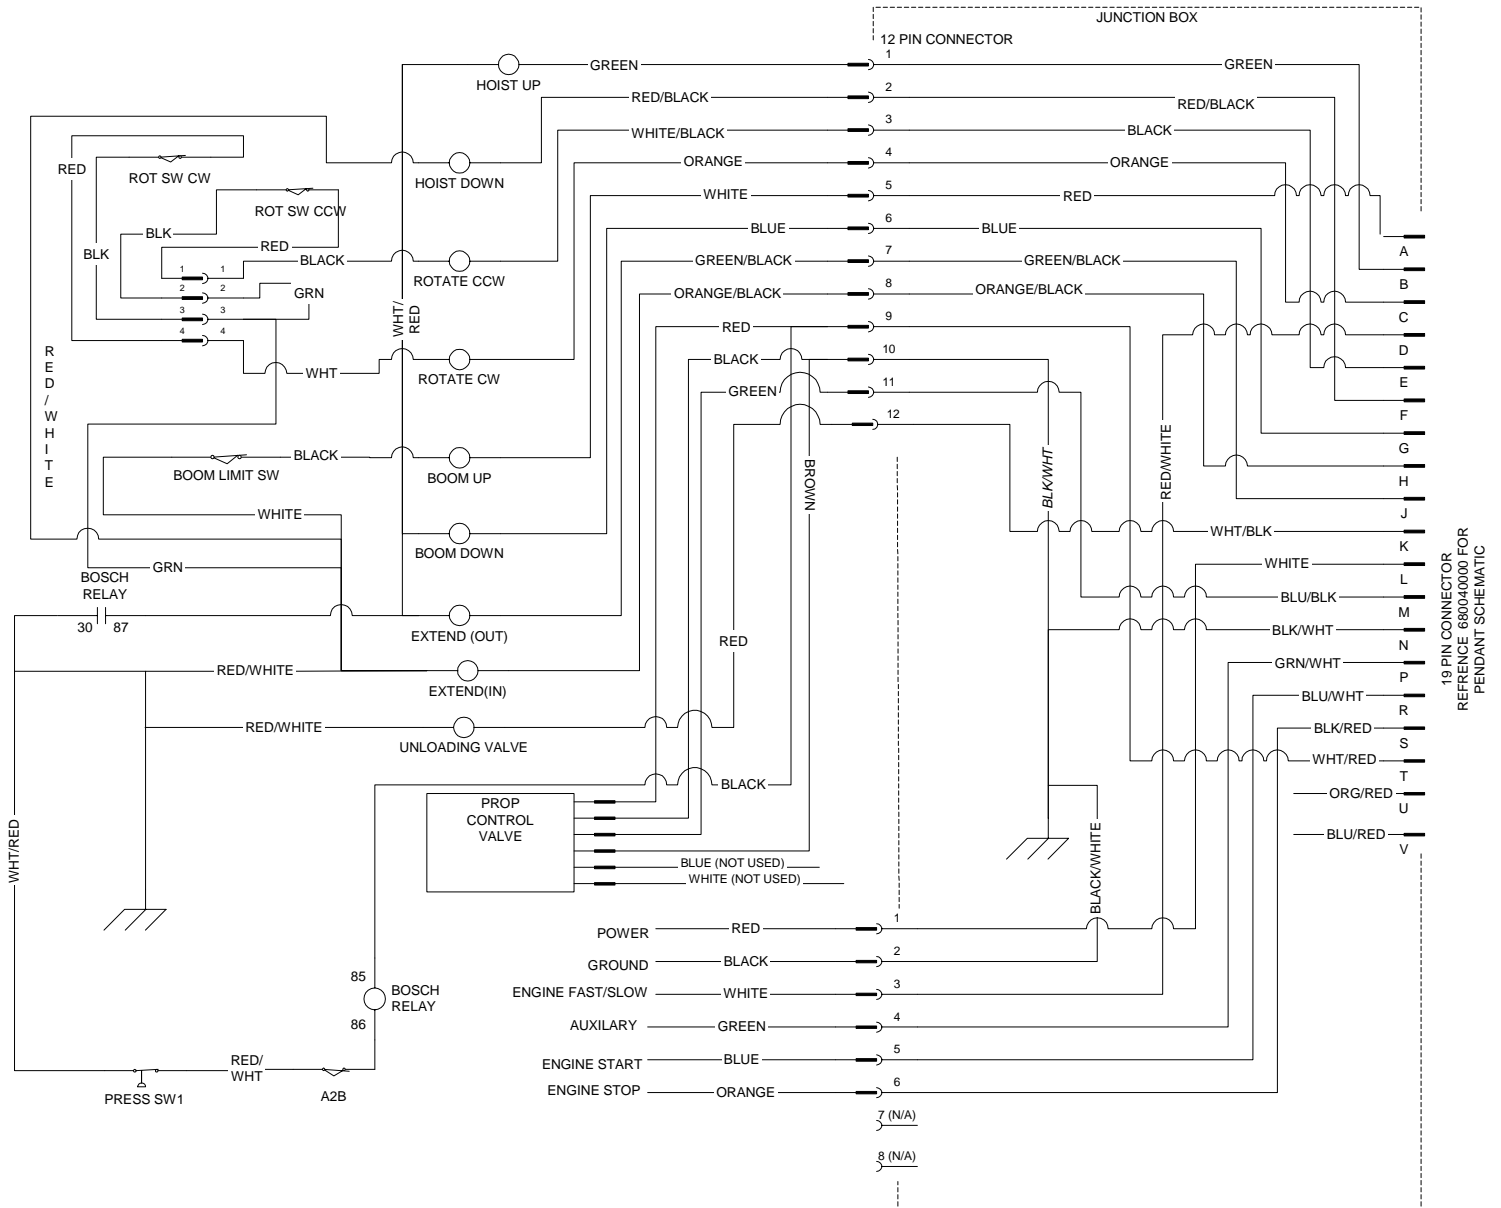 JUNCTION BOX
12 PIN CONNECTOR
1
GREEN
GREEN
HOIST UP
2
RED/BLACK
RED/BLACK
3
WHITE/BLACK
BLACK
4
ORANGE
ORANGE
RED
ROT SW CW
HOIST DOWN
5
WHITE
RED
ROT SW CCW
6
BLUE
BLUE
BLK
RED
BLK
7
BLACK
GREEN/BLACK
GREEN/BLACK
A
1 1
ROTATE CCW
8
2 2
GRN
ORANGE/BLACK
ORANGE/BLACK
B
3 3
WHT/
RED
9
RED
C
4 4
RED/WHITE
10
BLACK
D
WHT
ROTATE CW
11
GREEN
E
12
F
BLACK
BOOM LIMIT SW
BOOM UP
BROWN
BLK/WHT
RED/WHITE
G
H
WHITE
J
BOOM DOWN
WHT/BLK
K
GRN
WHITE
BOSCH
RELAY
L
BLU/BLK
30 87
EXTEND (OUT)
M
RED
BLK/WHT
N
RED/WHITE
GRN/WHT
EXTEND(IN)
P
BLU/WHT
R
RED/WHITE
BLK/RED
UNLOADING VALVE
S
WHT/RED
T
BLACK
ORG/RED
U
BLU/RED
V
19 PIN CONNECTOR
REFRENCE 680040000 FOR
PENDANT SCHEMATIC
PROP
CONTROL
VALVE
BLUE (NOT USED)
WHITE (NOT USED)
WHT/RED
BLACK/WHITE
1
POWER
RED
2
GROUND
BLACK
85
BOSCH
RELAY
86
3
ENGINE FAST/SLOW
WHITE
4
AUXILARY
GREEN
5
ENGINE START
BLUE
RED/
WHT
6
ENGINE STOP
ORANGE
PRESS SW1
A2B
7 (N/A)
8 (N/A)